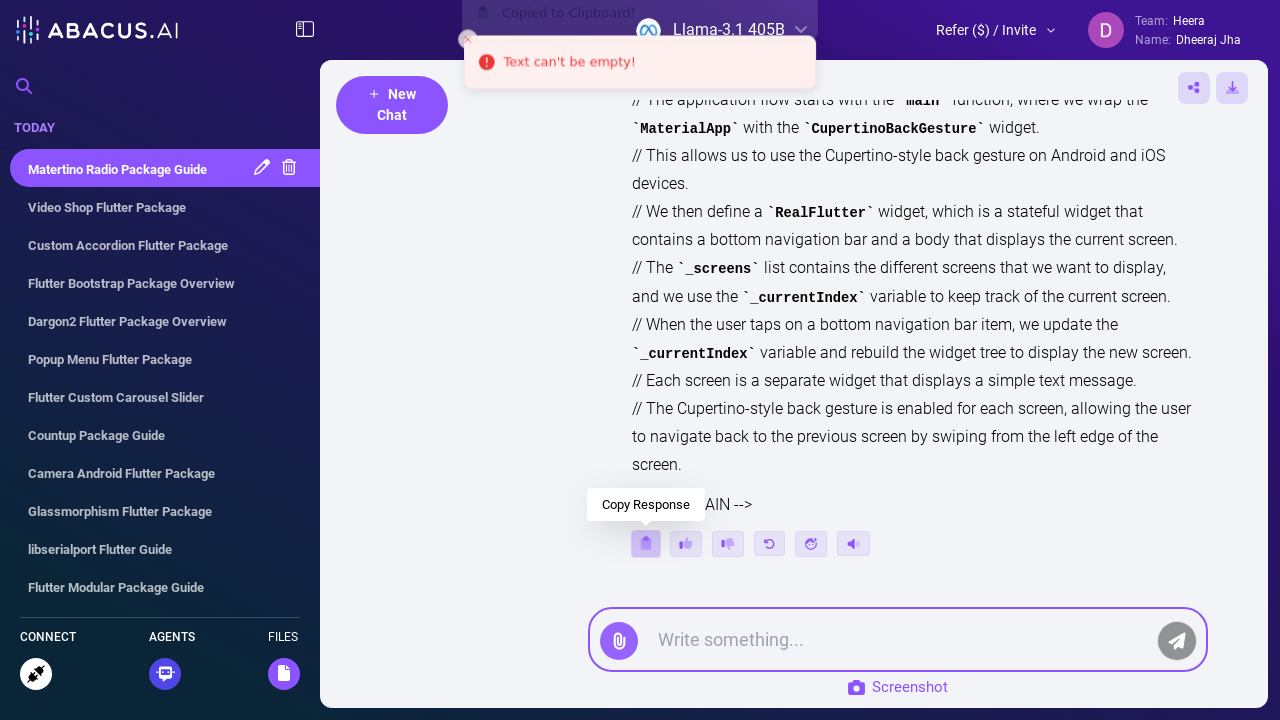 ABACUS.AI
Copied to Clipboard!
Llama-3.1 405B
Text can't be empty!
Refer ($) / Invite
D
Team: Heera
Name: Dheeraj Jha
TODAY
Matertino Radio Package Guide
Video Shop Flutter Package
Custom Accordion Flutter Package
Flutter Bootstrap Package Overview
Dargon2 Flutter Package Overview
Popup Menu Flutter Package
Flutter Custom Carousel Slider
Countup Package Guide
Camera Android Flutter Package
Glassmorphism Flutter Package
libserialport Flutter Guide
Flutter Modular Package Guide
CONNECT
AGENTS
FILES
+ New
Chat
// The application flow starts with the `main` function, where we wrap the
`MaterialApp` with the `CupertinoBackGesture` widget.
// This allows us to use the Cupertino-style back gesture on Android and iOS
devices.
// We then define a `RealFlutter` widget, which is a stateful widget that
contains a bottom navigation bar and a body that displays the current screen.
// The `_screens` list contains the different screens that we want to display,
and we use the `_currentIndex` variable to keep track of the current screen.
// When the user taps on a bottom navigation bar item, we update the
`_currentIndex` variable and rebuild the widget tree to display the new screen.
// Each screen is a separate widget that displays a simple text message.
// The Cupertino-style back gesture is enabled for each screen, allowing the user
to navigate back to the previous screen by swiping from the left edge of the
screen.
AIN -->
Copy Response
Write something...
Screenshot